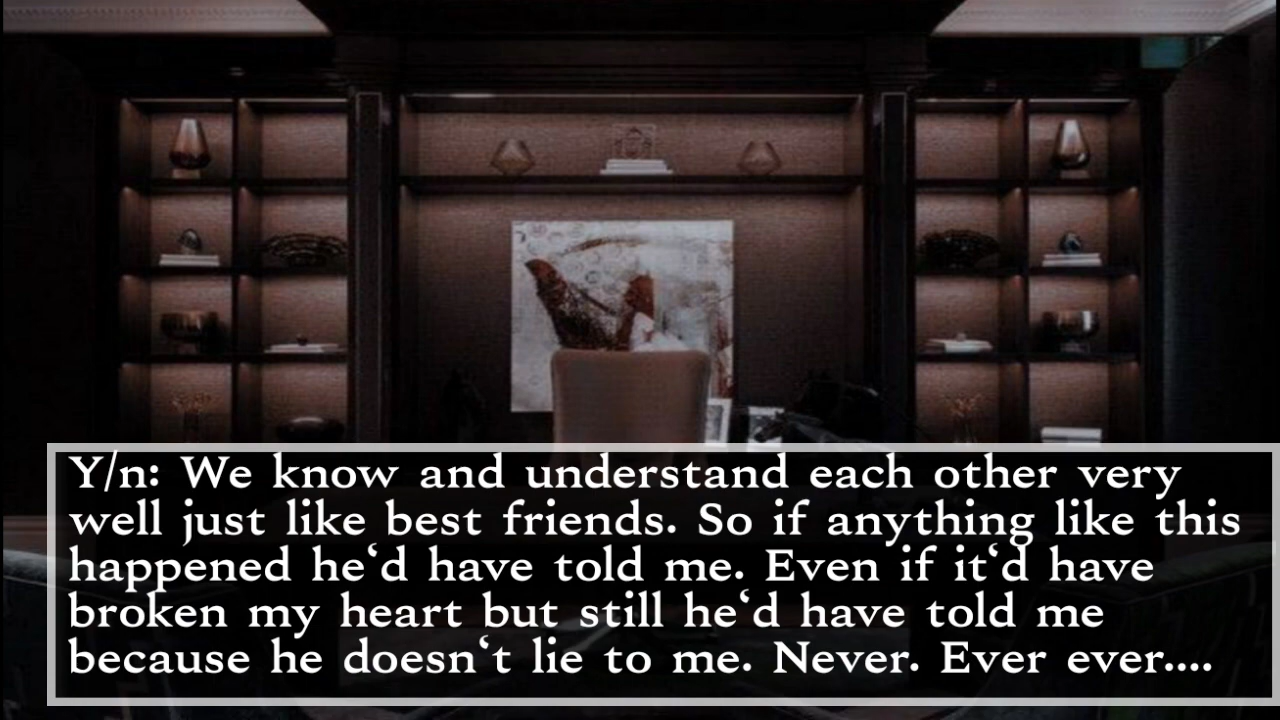 Y/n: We know and understand each other very
well just like best friends. So if anything like this
happened he‘d have told me. Even if it‘d have
broken my heart but still he‘d have told me
because he doesn‘t lie to me. Never. Ever ever....